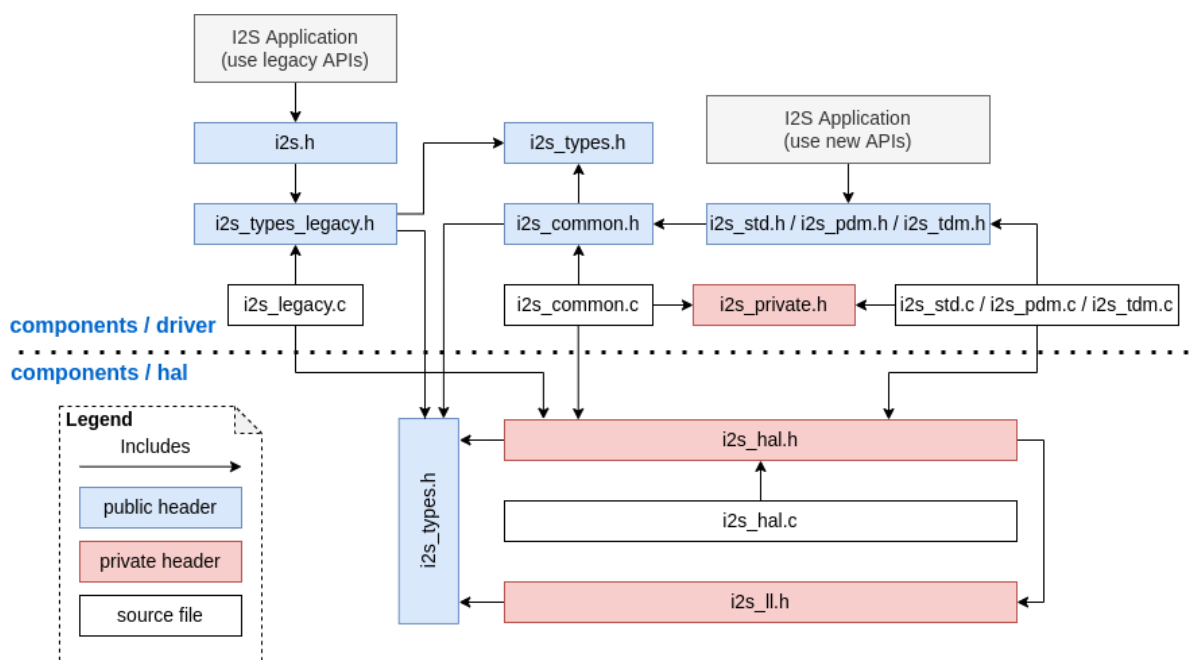 I2S Application
(use legacy APIs)
i2s.h
i2s_types.h
I2S Application
(use new APIs)
i2s_types_legacy.h
i2s_common.h
i2s_std.h / i2s_pdm.h / i2s_tdm.h
i2s_legacy.c
i2s_common.c
i2s_private.h
i2s_std.c / i2s_pdm.c / i2s_tdm.c
components / driver
components / hal
Legend
Includes
public header
private header
source file
i2s_types.h
i2s_hal.h
i2s_hal.c
i2s_ll.h